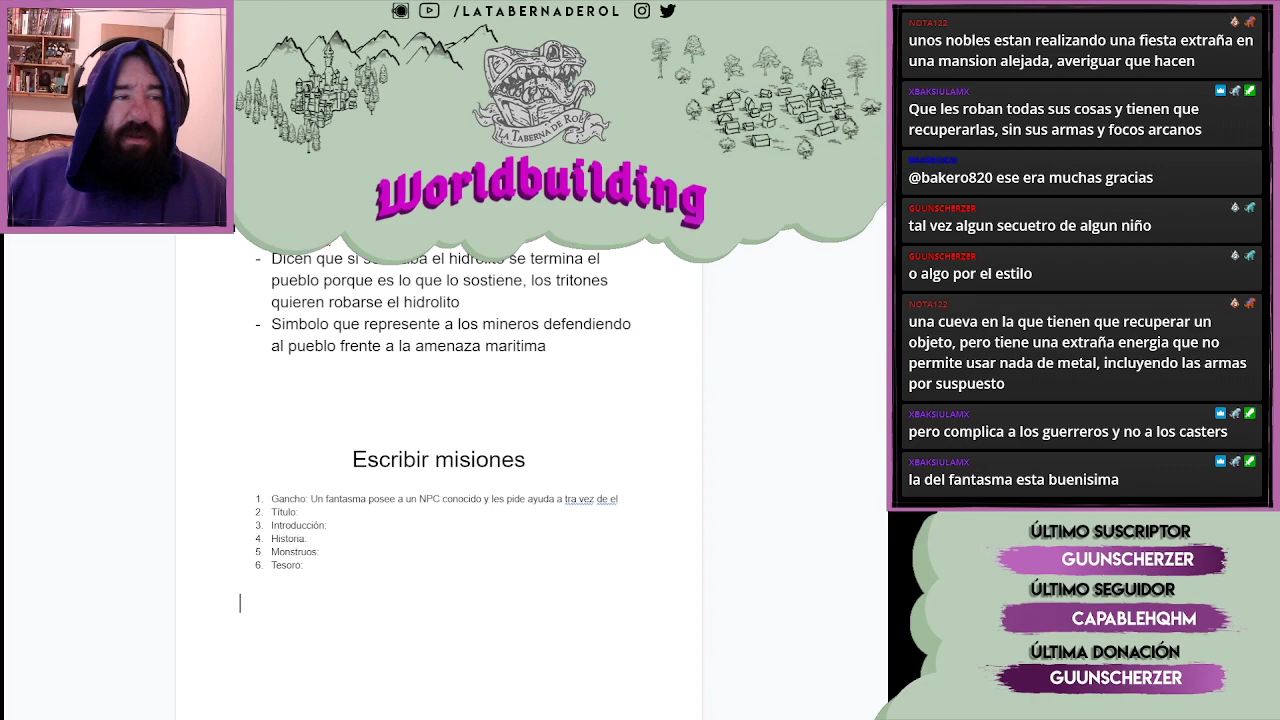 /LATABERNADEROL
LA TABERNA DE ROL
Worldbuilding
- Dicen que si se acaba el hidrolito se termina el
pueblo porque es lo que lo sostiene, los tritones
quieren robarse el hidrolito
- Simbolo que represente a los mineros defendiendo
al pueblo frente a la amenaza maritima
Escribir misiones
1. Gancho: Un fantasma posee a un NPC conocido y les pide ayuda a tra vez de el
2. Título:
3. Introducción:
4. Historia:
5. Monstruos:
6. Tesoro:
NOTA122
unos nobles estan realizando una fiesta extraña en
una mansion alejada, averiguar que hacen
XBAKSIULAMX
Que les roban todas sus cosas y tienen que
recuperarlas, sin sus armas y focos arcanos
@bakero820 ese era muchas gracias
GUUNSCHERZER
tal vez algun secuetro de algun niño
GUUNSCHERZER
o algo por el estilo
NOTA122
una cueva en la que tienen que recuperar un
objeto, pero tiene una extraña energia que no
permite usar nada de metal, incluyendo las armas
por suspuesto
XBAKSIULAMX
pero complica a los guerreros y no a los casters
XBAKSIULAMX
la del fantasma esta buenisima
ÚLTIMO SUSCRIPTOR
GUUNSCHERZER
ÚLTIMO SEGUIDOR
CAPABLEHQHM
ÚLTIMA DONACIÓN
GUUNSCHERZER